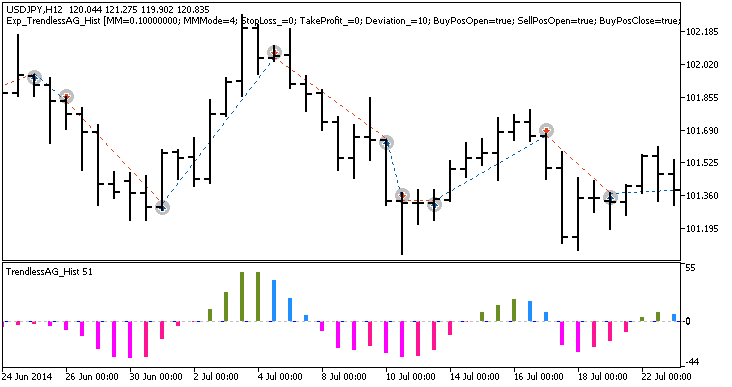 USDJPY,H12 120.044 121.275 119.902 120.835
Exp_TrendlessAG_Hist [MM=0.10000000; MMMode=4; StopLoss_=0; TakeProfit_=0; Deviation_=10; BuyPosOpen=true; SellPosOpen=true; BuyPosClose=true;
102.185
102.020
101.855
101.690
101.525
101.360
101.195
TrendlessAG_Hist 51
55
0
-44
24 Jun 2014
26 Jun 00:00
30 Jun 00:00
2 Jul 00:00
4 Jul 00:00
8 Jul 00:00
10 Jul 00:00
14 Jul 00:00
16 Jul 00:00
18 Jul 00:00
22 Jul 00:00